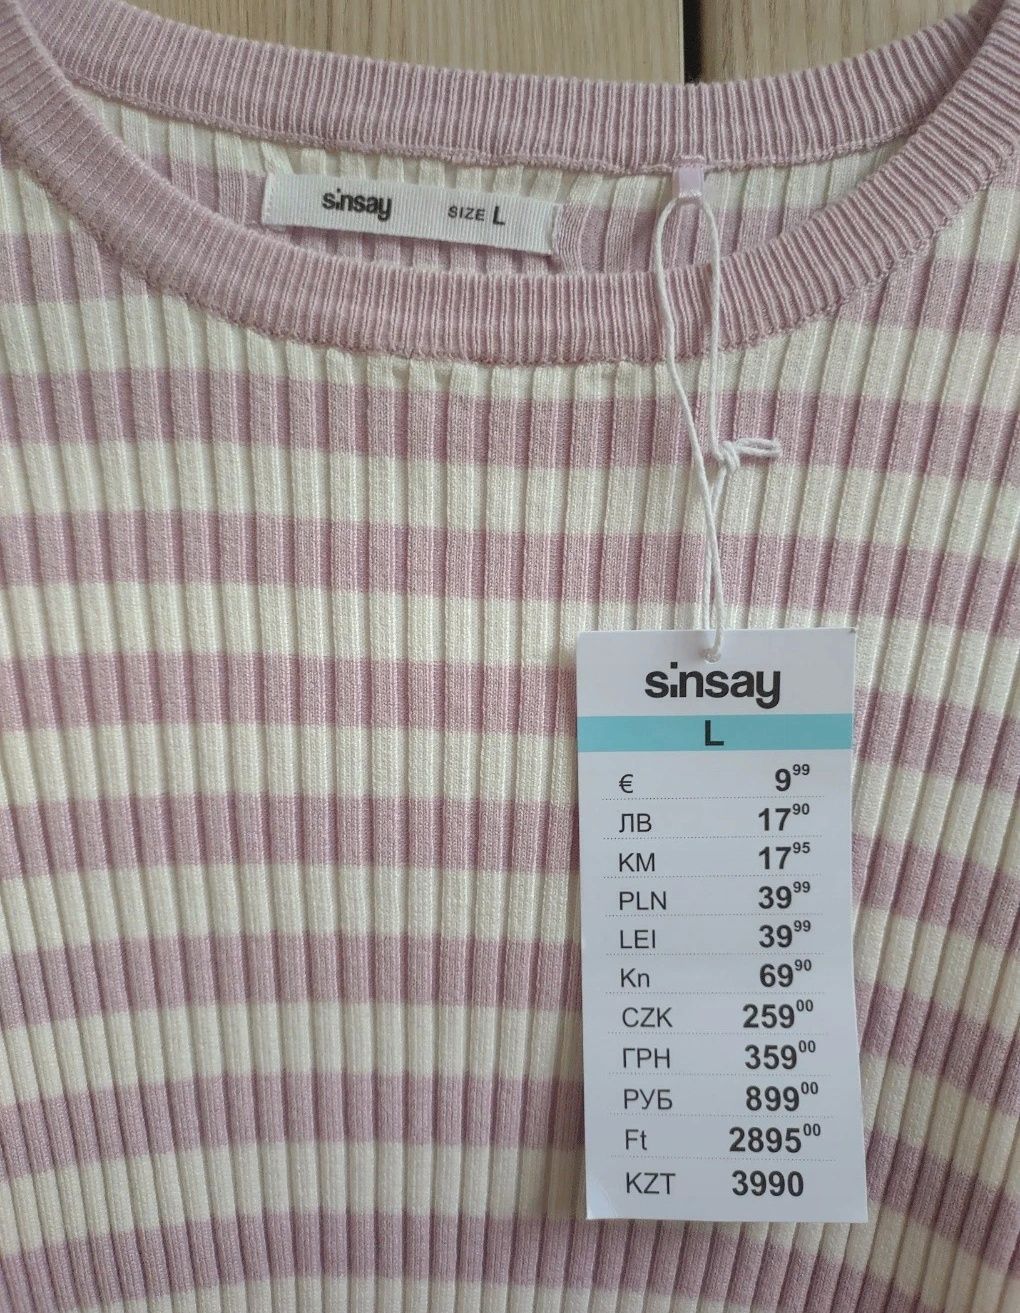 sinsay SIZE L
sinsay
L
€ 9⁹⁹
ЛВ 17⁹⁰
KM 17⁹⁵
PLN 39⁹⁹
LEI 39⁹⁹
Kn 69⁹⁰
CZK 259⁰⁰
ГРН 359⁰⁰
РУБ 899⁰⁰
Ft 2895⁰⁰
KZT 3990